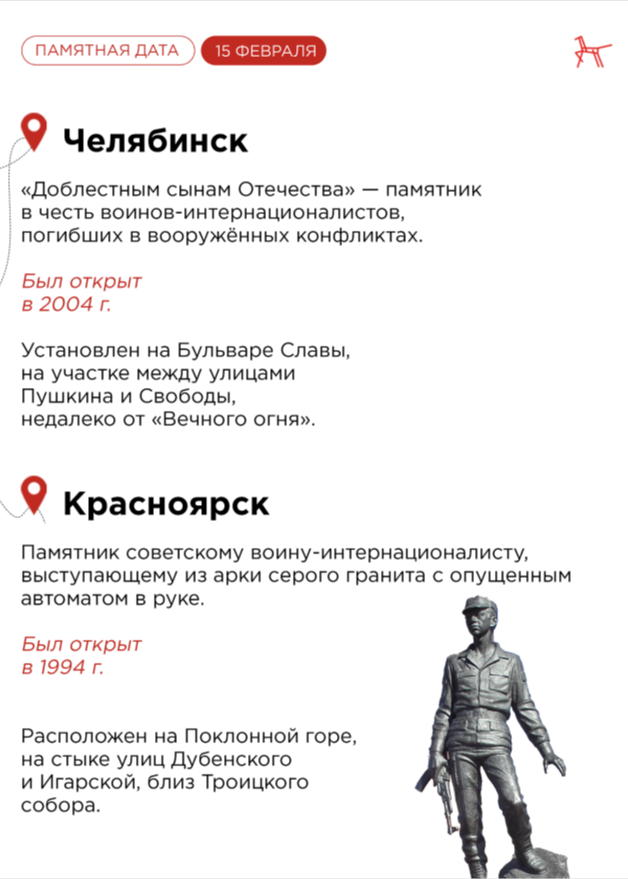 ПАМЯТНАЯ ДАТА
15 ФЕВРАЛЯ
Челябинск
«Доблестным сынам Отечества» — памятник
в честь воинов-интернационалистов,
погибших в вооружённых конфликтах.
Был открыт
в 2004 г.
Установлен на Бульваре Славы,
на участке между улицами
Пушкина и Свободы,
недалеко от «Вечного огня».
Красноярск
Памятник советскому воину-интернационалисту,
выступающему из арки серого гранита с опущенным
автоматом в руке.
Был открыт
в 1994 г.
Расположен на Поклонной горе,
на стыке улиц Дубенского
и Игарской, близ Троицкого
собора.